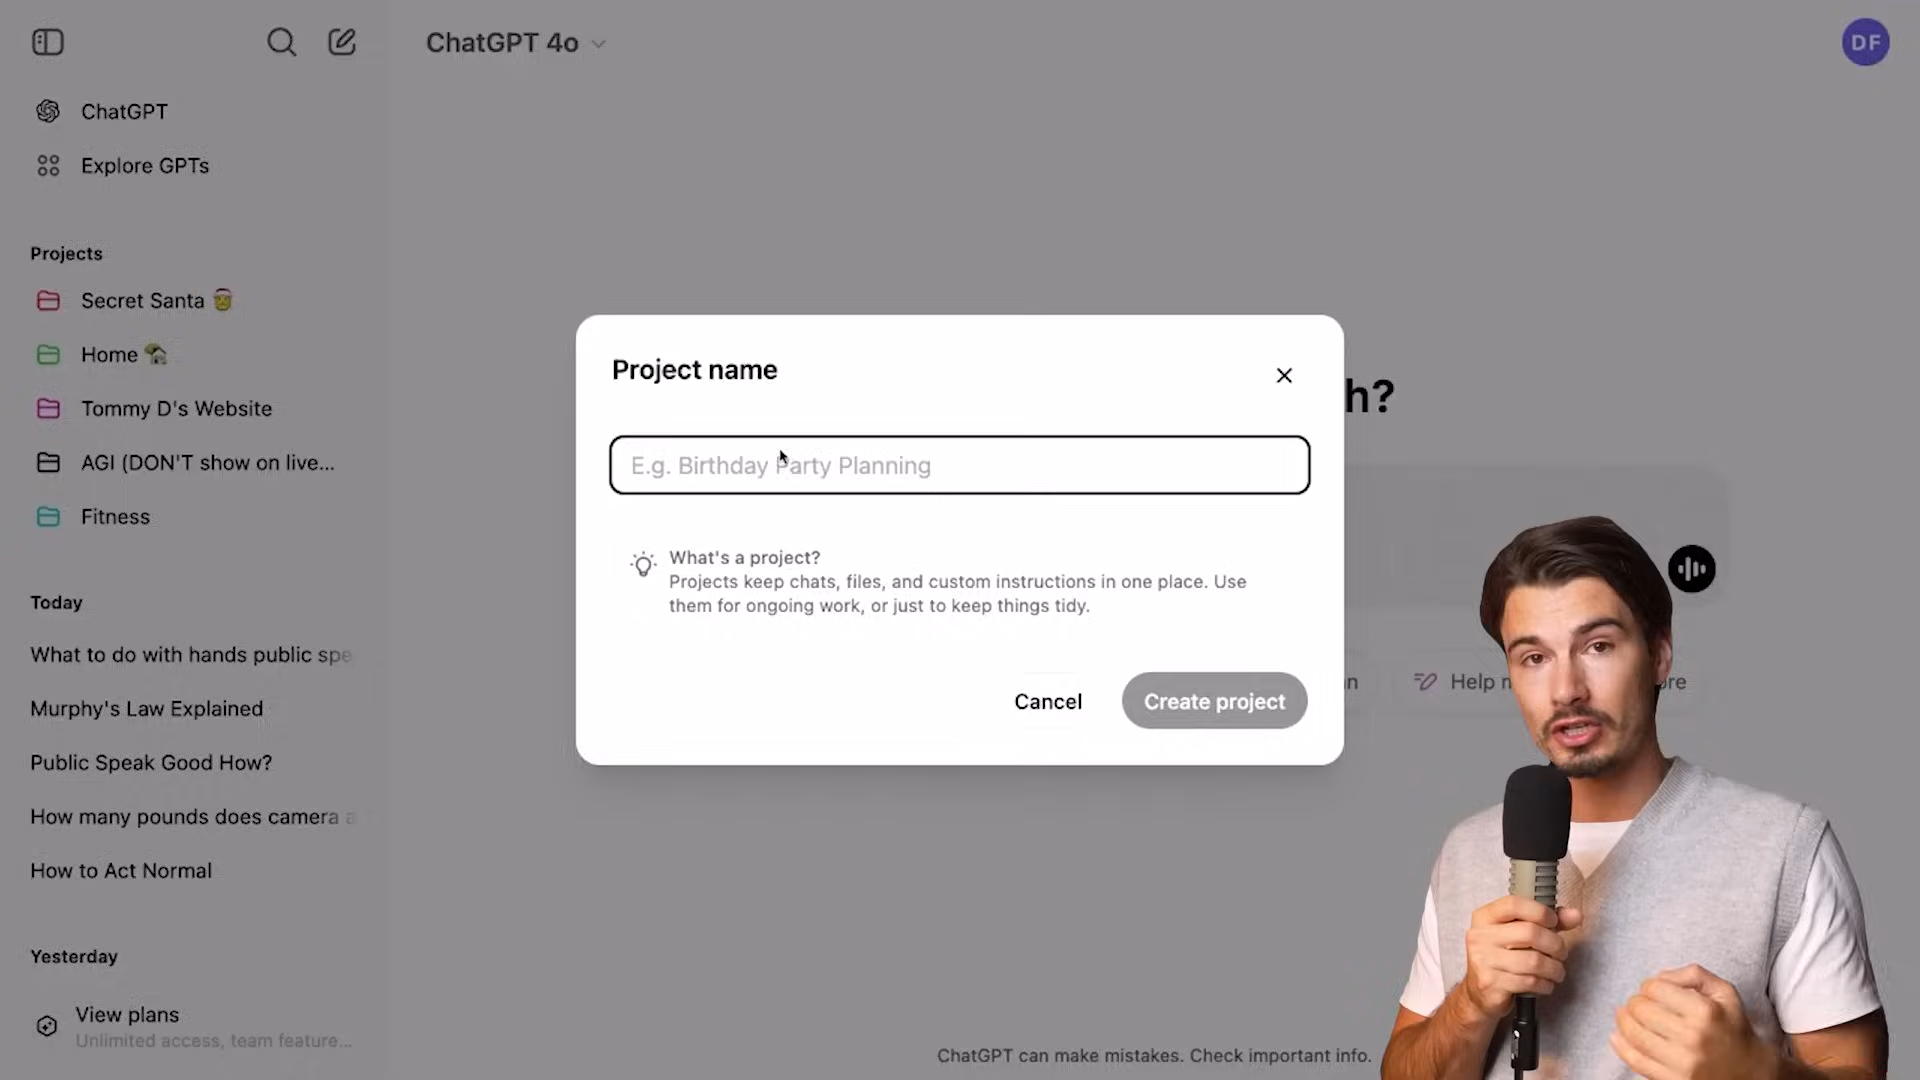 ChatGPT 4o
DF
ChatGPT
Explore GPTs
Projects
Secret Santa
Home
Tommy D's Website
AGI (DON'T show on live...
Fitness
Today
What to do with hands public spe
Murphy's Law Explained
Public Speak Good How?
How many pounds does camera a
How to Act Normal
Yesterday
View plans
Unlimited access, team feature...
Project name
E.g. Birthday Party Planning
What's a project?
Projects keep chats, files, and custom instructions in one place. Use
them for ongoing work, or just to keep things tidy.
Cancel
Create project
h?
Help
ChatGPT can make mistakes. Check important info.